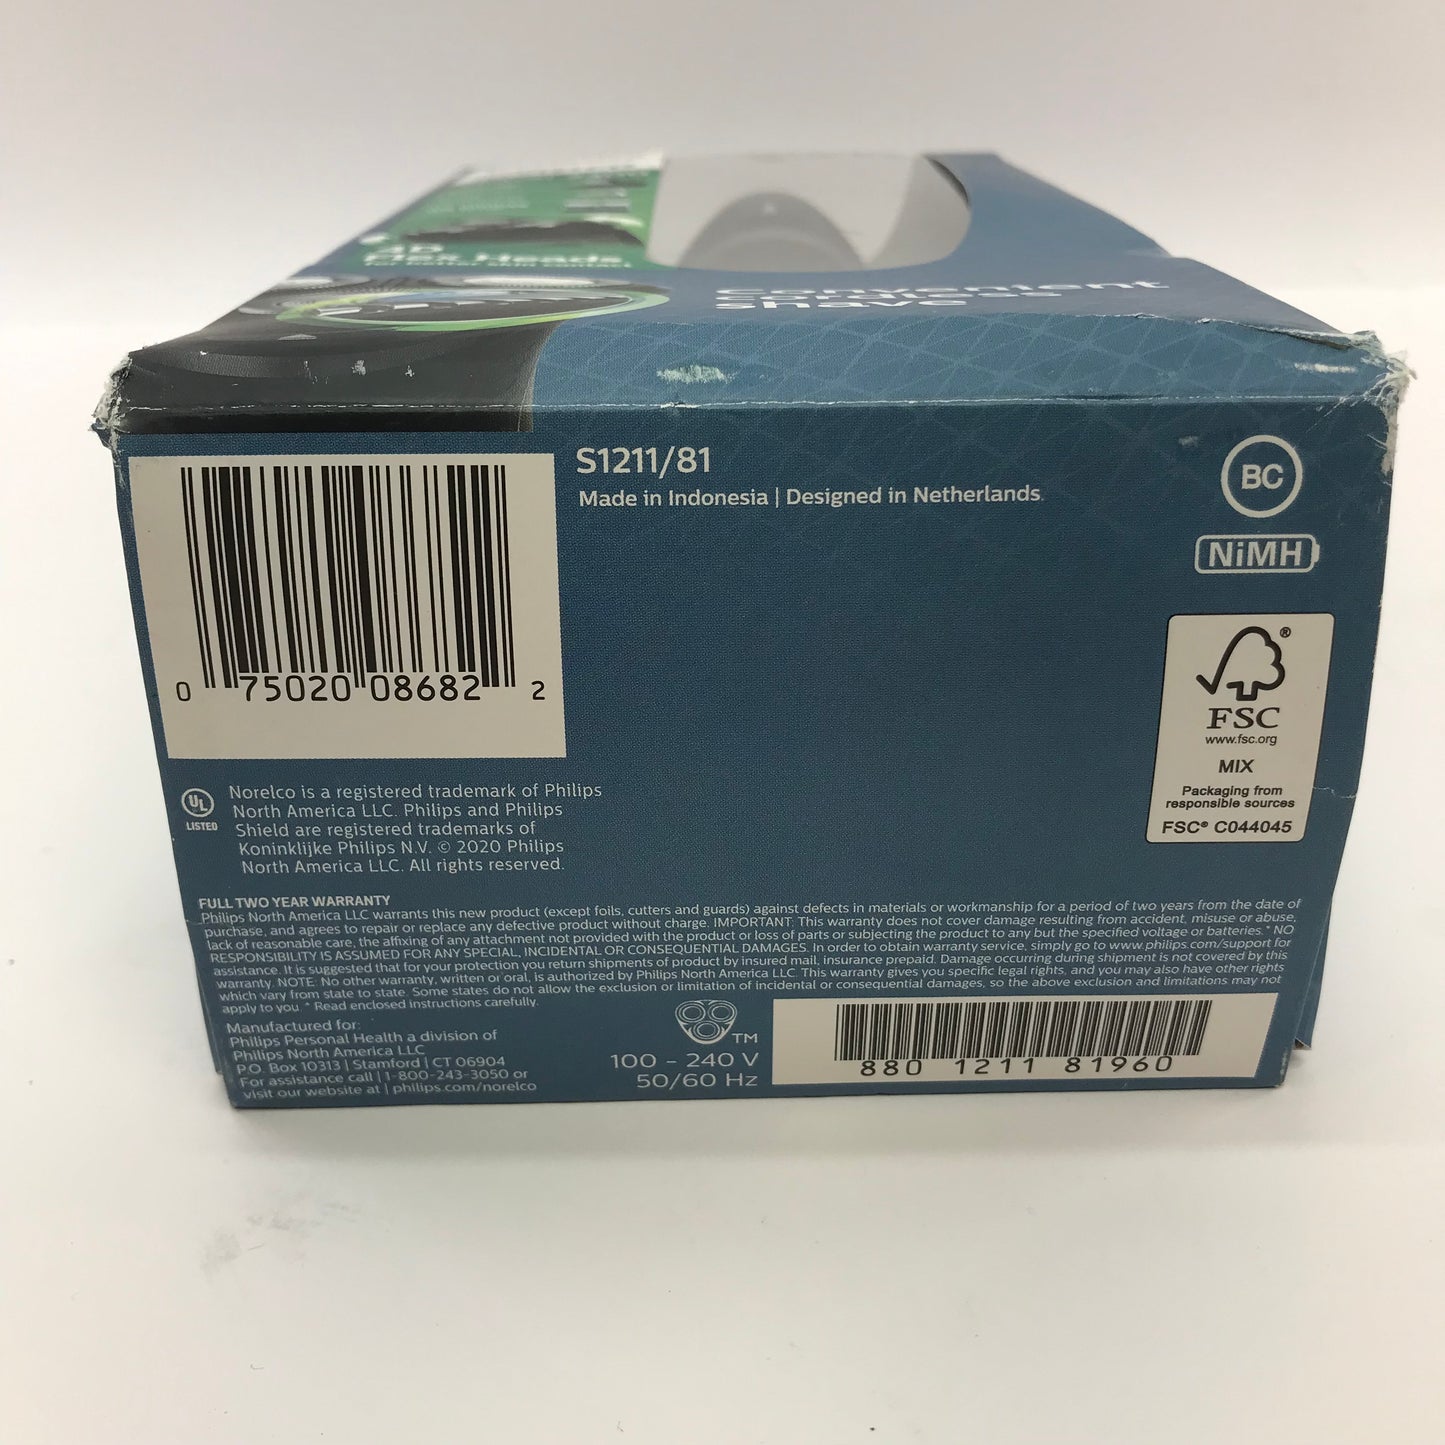 4D
Flex Heads
for better skin contact
Convenient
cordless
shave
S1211/81
Made in Indonesia | Designed in Netherlands
BC
NiMH
0 75020 08682 2
FSC®
www.fsc.org
MIX
Packaging from
responsible sources
FSC® C044045
UL
LISTED
Norelco is a registered trademark of Philips
North America LLC. Philips and Philips
Shield are registered trademarks of
Koninklijke Philips N.V. © 2020 Philips
North America LLC. All rights reserved.
FULL TWO YEAR WARRANTY
Philips North America LLC warrants this new product (except foils, cutters and guards) against defects in materials or workmanship for a period of two years from the date of
purchase, and agrees to repair or replace any defective product without charge. IMPORTANT: This warranty does not cover damage resulting from accident, misuse or abuse,
lack of reasonable care, the affixing of any attachment not provided with the product or loss of parts or subjecting the product to any but the specified voltage or batteries.* NO
RESPONSIBILITY IS ASSUMED FOR ANY SPECIAL, INCIDENTAL OR CONSEQUENTIAL DAMAGES. In order to obtain warranty service, simply go to www.philips.com/support for
assistance. It is suggested that for your protection you return shipments of product by insured mail, insurance prepaid. Damage occurring during shipment is not covered by this
warranty. NOTE: No other warranty, written or oral, is authorized by Philips North America LLC. This warranty gives you specific legal rights, and you may also have other rights
which vary from state to state. Some states do not allow the exclusion or limitation of incidental or consequential damages, so the above exclusion and limitations may not
apply to you. * Read enclosed instructions carefully.
Manufactured for:
Philips Personal Health a division of
Philips North America LLC
P.O. Box 10313 | Stamford | CT 06904
For assistance call | 1-800-243-3050 or
visit our website at | philips.com/norelco
TM
100 - 240 V
50/60 Hz
880 1211 81960